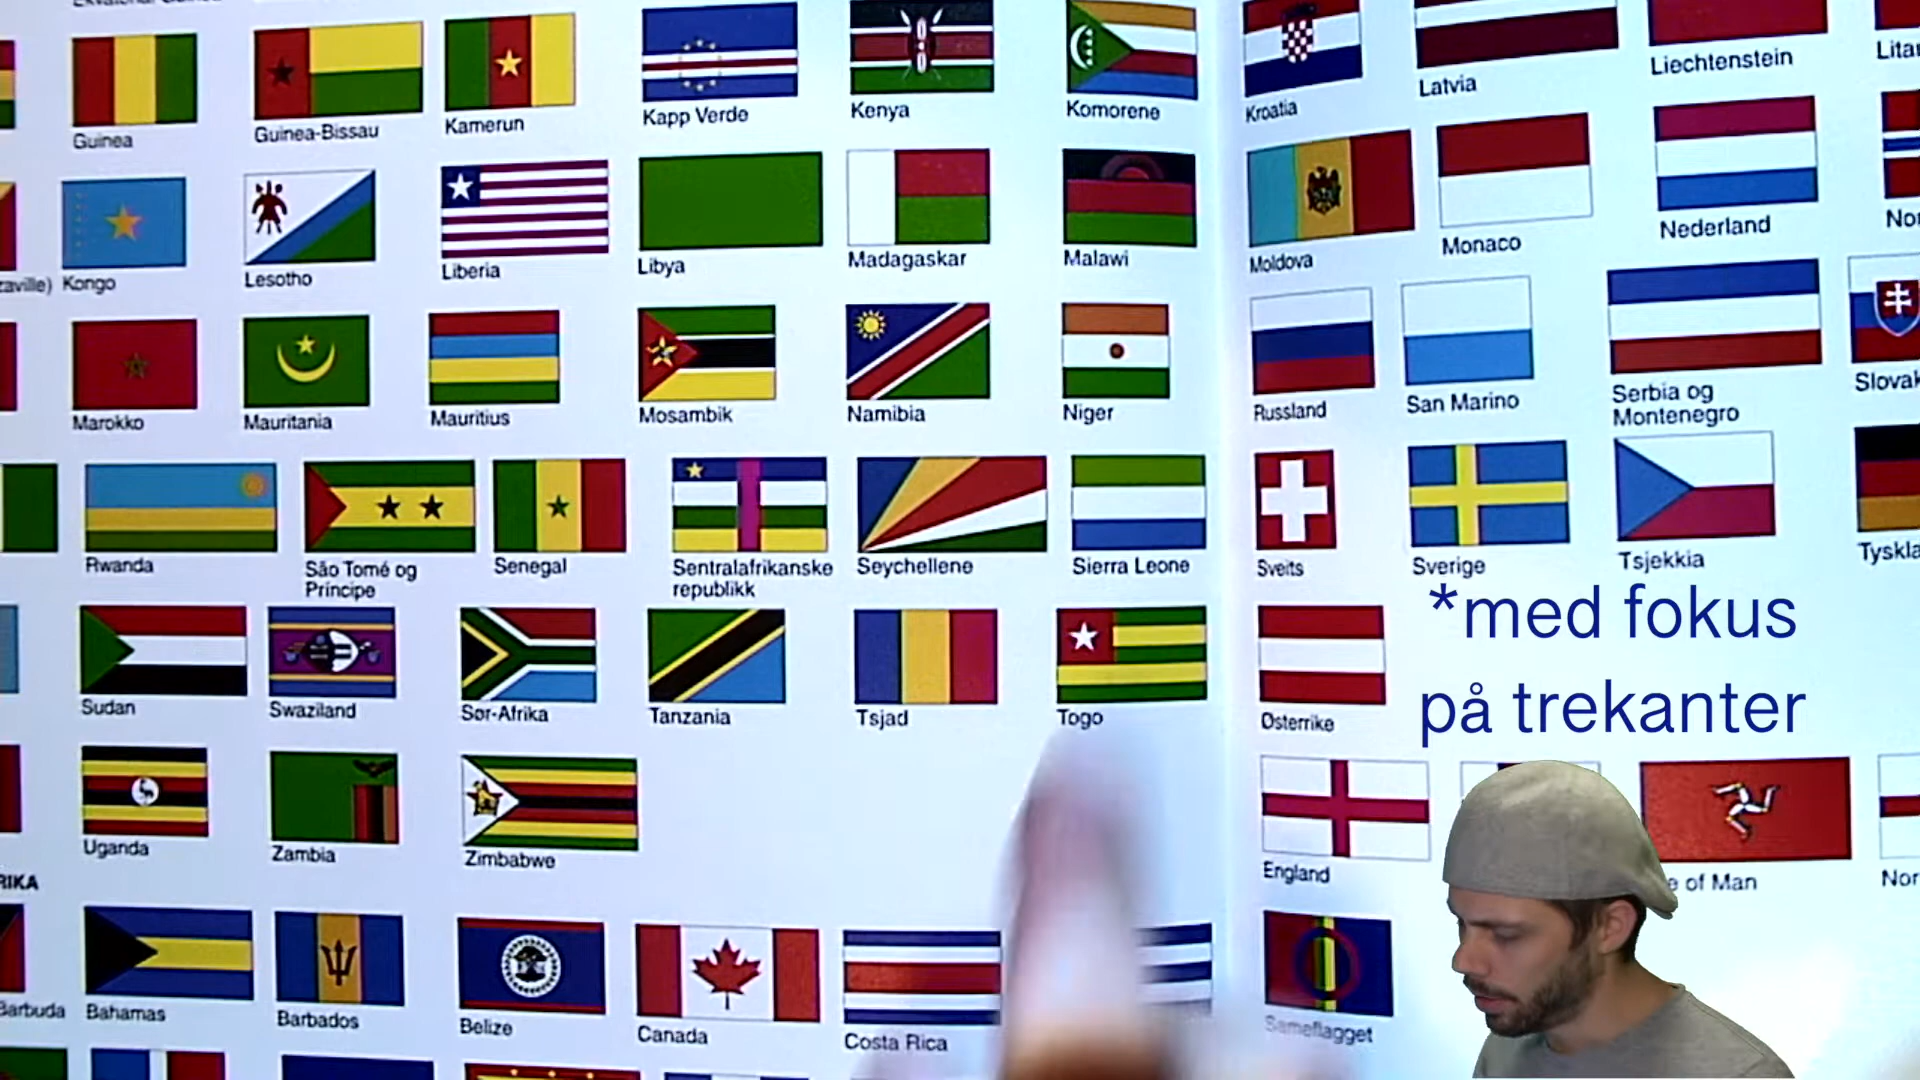 Guinea
Guinea-Bissau
Kamerun
Kapp Verde
Kenya
Komorene
Kroatia
Latvia
Liechtenstein
Kongo
Lesotho
Liberia
Libya
Madagaskar
Malawi
Moldova
Monaco
Nederland
Marokko
Mauritania
Mauritius
Mosambik
Namibia
Niger
Russland
San Marino
Serbia og
Montenegro
Rwanda
São Tomé og
Príncipe
Senegal
Sentralafrikanske
republikk
Seychellene
Sierra Leone
Sveits
Sverige
Tsjekkia
*med fokus
på trekanter
Sudan
Swaziland
Sør-Afrika
Tanzania
Tsjad
Togo
Østerrike
Uganda
Zambia
Zimbabwe
England
of Man
Bahamas
Barbados
Belize
Canada
Costa Rica
Sameflagget